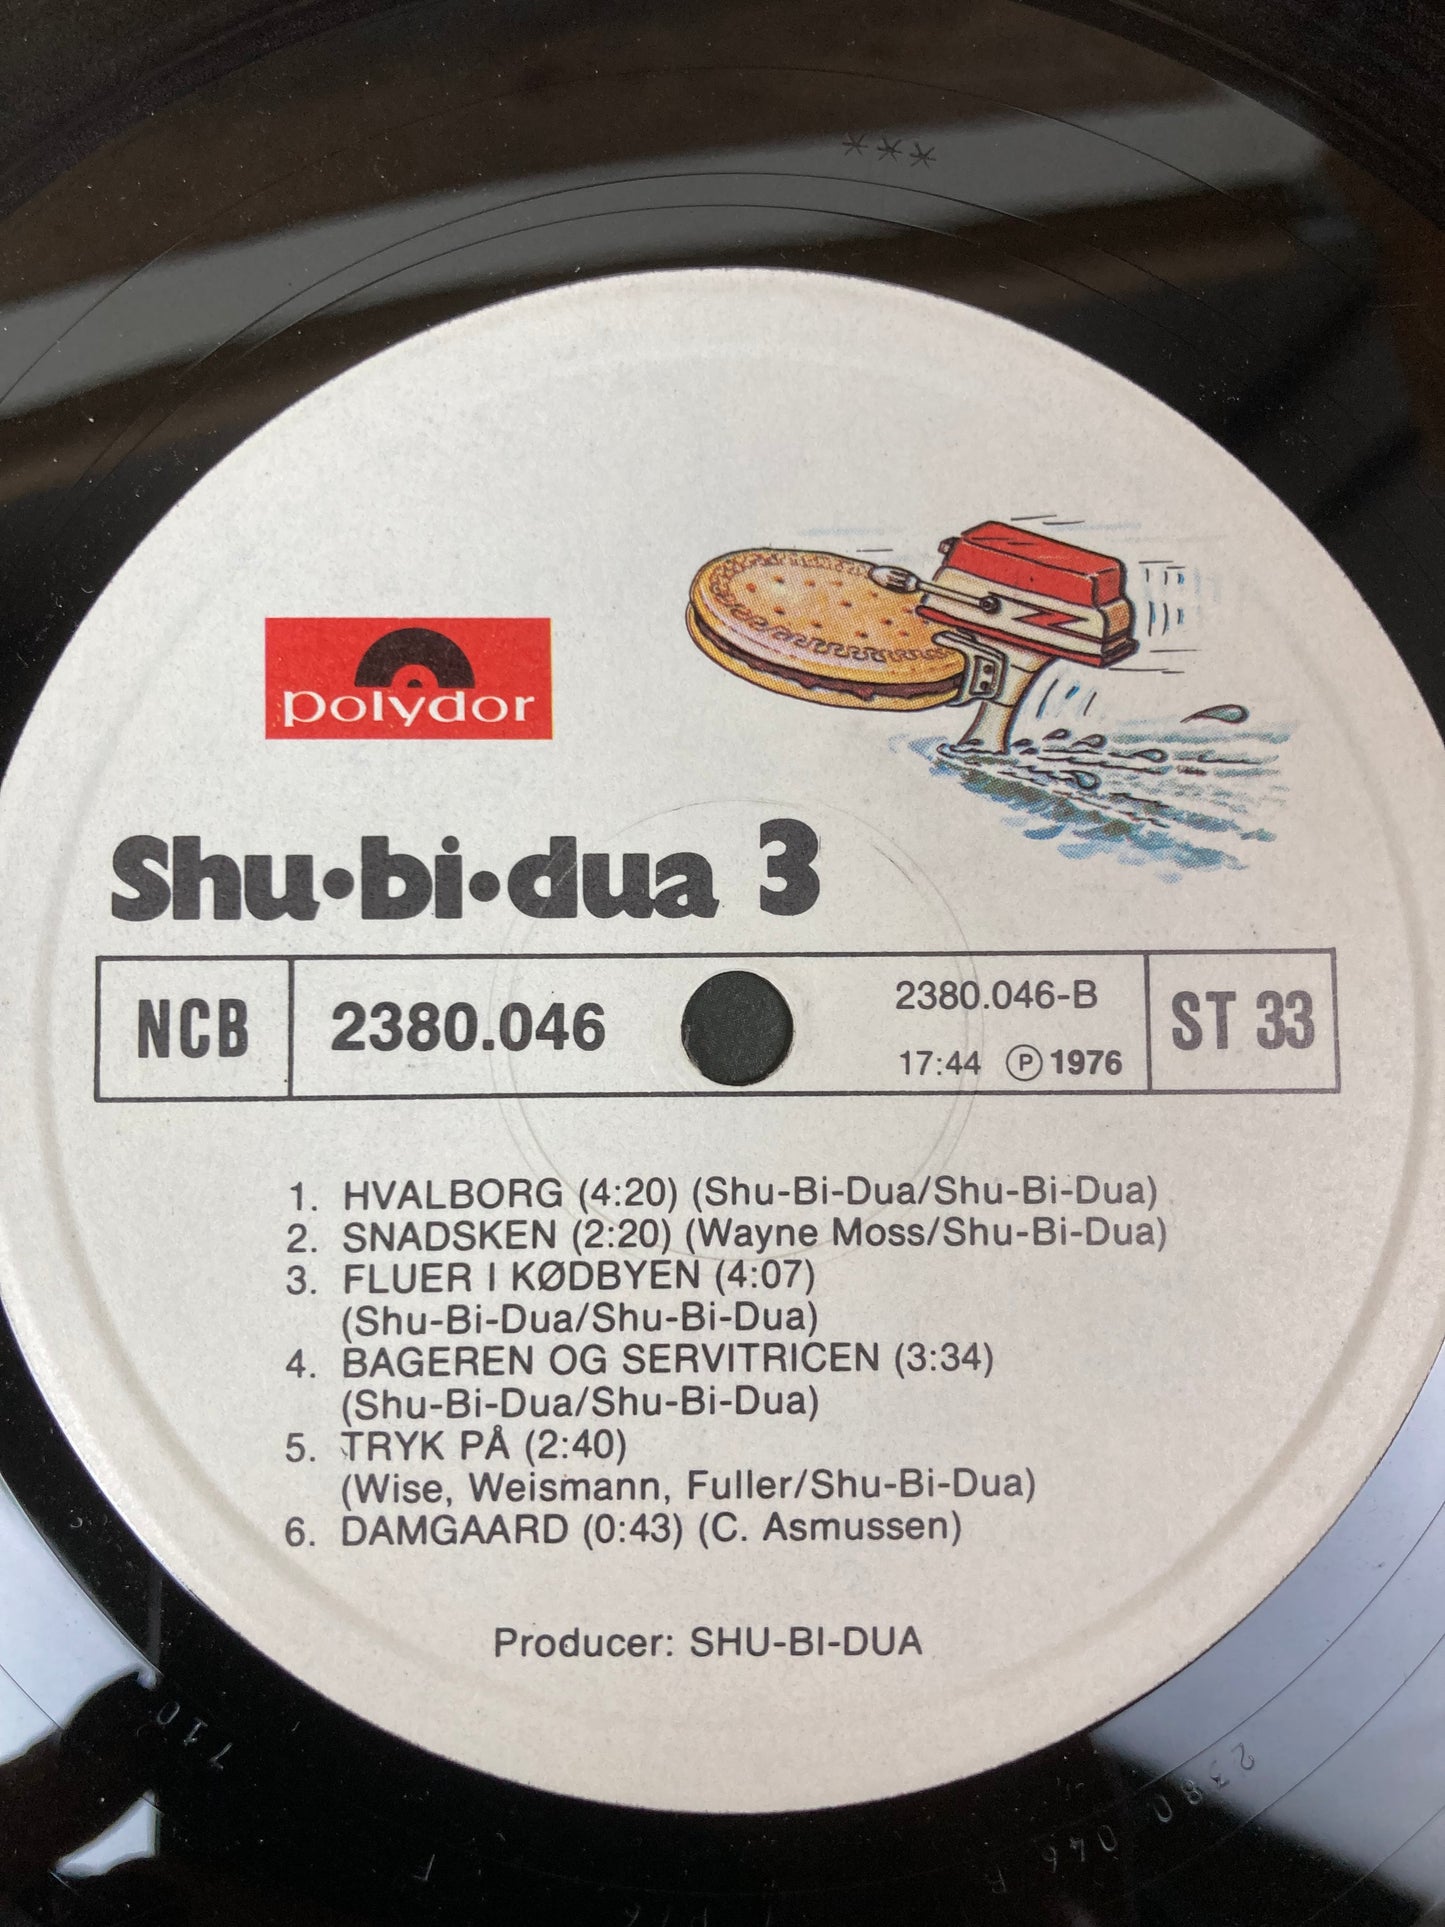 ***
polydor
Shu•bi•dua 3
NCB
2380.046
2380.046-B
17:44 Ⓟ 1976
ST 33
1. HVALBORG (4:20) (Shu-Bi-Dua/Shu-Bi-Dua)
2. SNADSKEN (2:20) (Wayne Moss/Shu-Bi-Dua)
3. FLUER I KØDBYEN (4:07)
(Shu-Bi-Dua/Shu-Bi-Dua)
4. BAGEREN OG SERVITRICEN (3:34)
(Shu-Bi-Dua/Shu-Bi-Dua)
5. TRYK PÅ (2:40)
(Wise, Weismann, Fuller/Shu-Bi-Dua)
6. DAMGAARD (0:43) (C. Asmussen)
Producer: SHU-BI-DUA
2380 046
710